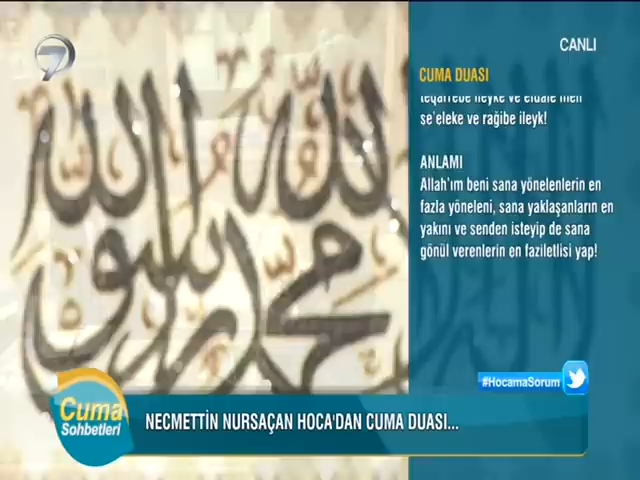 7
CANLI
CUMA DUASI
se'eleke ve rağibe ileyk!
ANLAMI
Allah'ım beni sana yönelenlerin en
fazla yöneleni, sana yaklaşanların en
yakını ve senden isteyip de sana
gönül verenlerin en faziletlisi yap!
#HocamaSorum
Cuma
Sohbetleri
NECMETTİN NURSAÇAN HOCA'DAN CUMA DUASI...